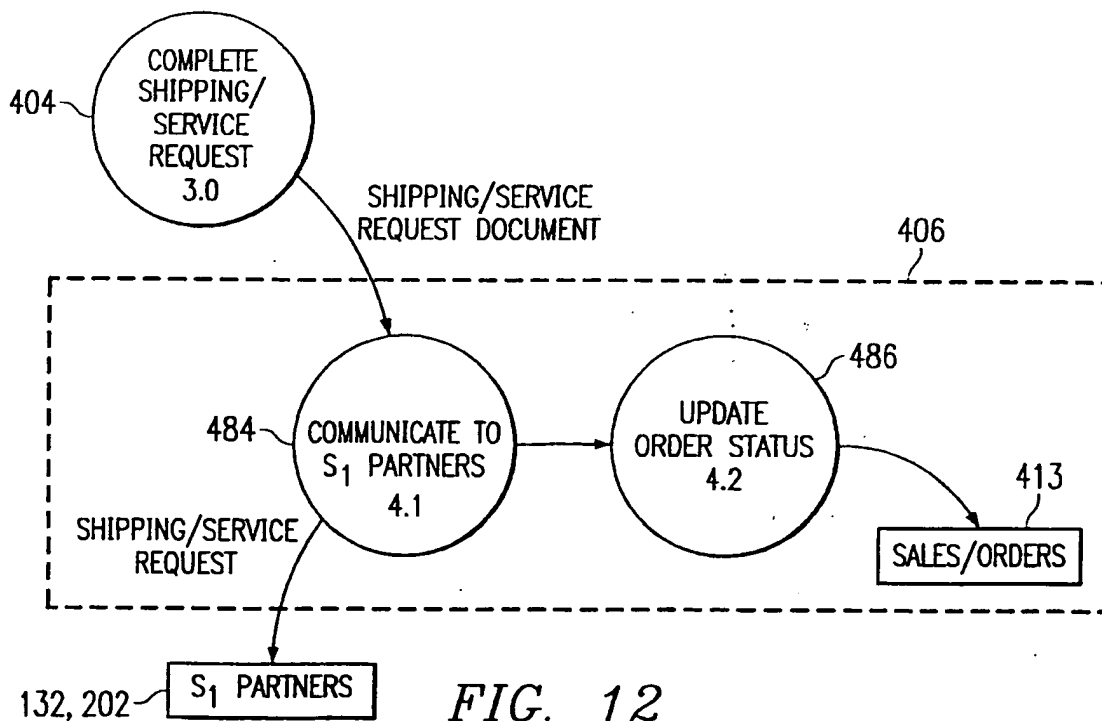 COMPLETE
SHIPPING/
SERVICE
REQUEST
3.0
404
SHIPPING/SERVICE
REQUEST DOCUMENT
406
484
COMMUNICATE TO
S1 PARTNERS
4.1
486
UPDATE
ORDER STATUS
4.2
413
SALES/ORDERS
SHIPPING/SERVICE
REQUEST
132, 202
S1 PARTNERS
FIG. 12